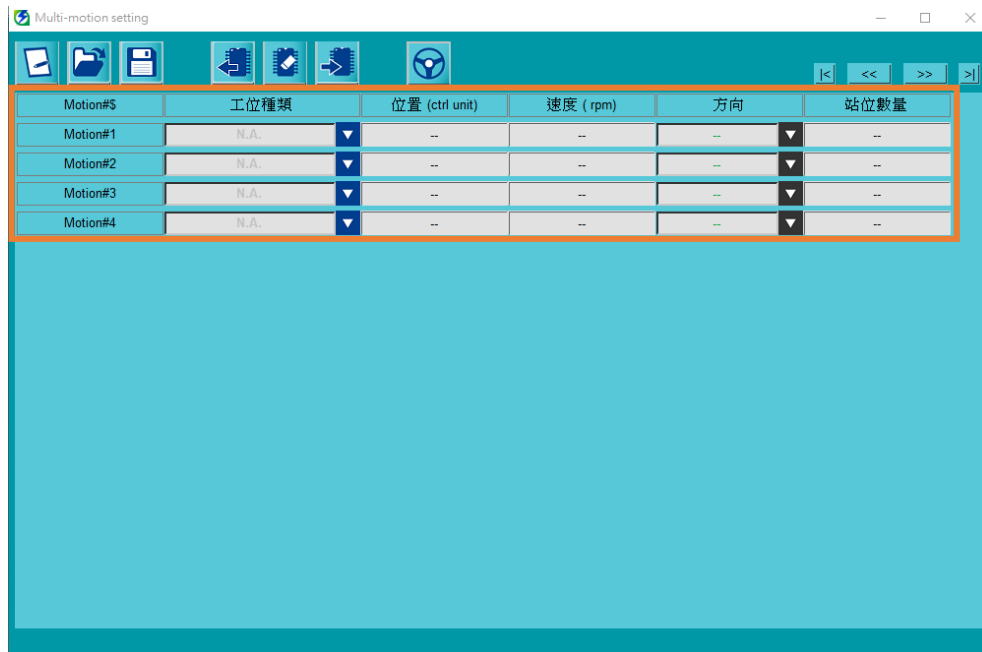 Multi-motion setting
|< << >> >|
Motion#$ 工位種類 位置 (ctrl unit) 速度 ( rpm) 方向 站位數量
Motion#1 N.A. -- -- -- --
Motion#2 N.A. -- -- -- --
Motion#3 N.A. -- -- -- --
Motion#4 N.A. -- -- -- --